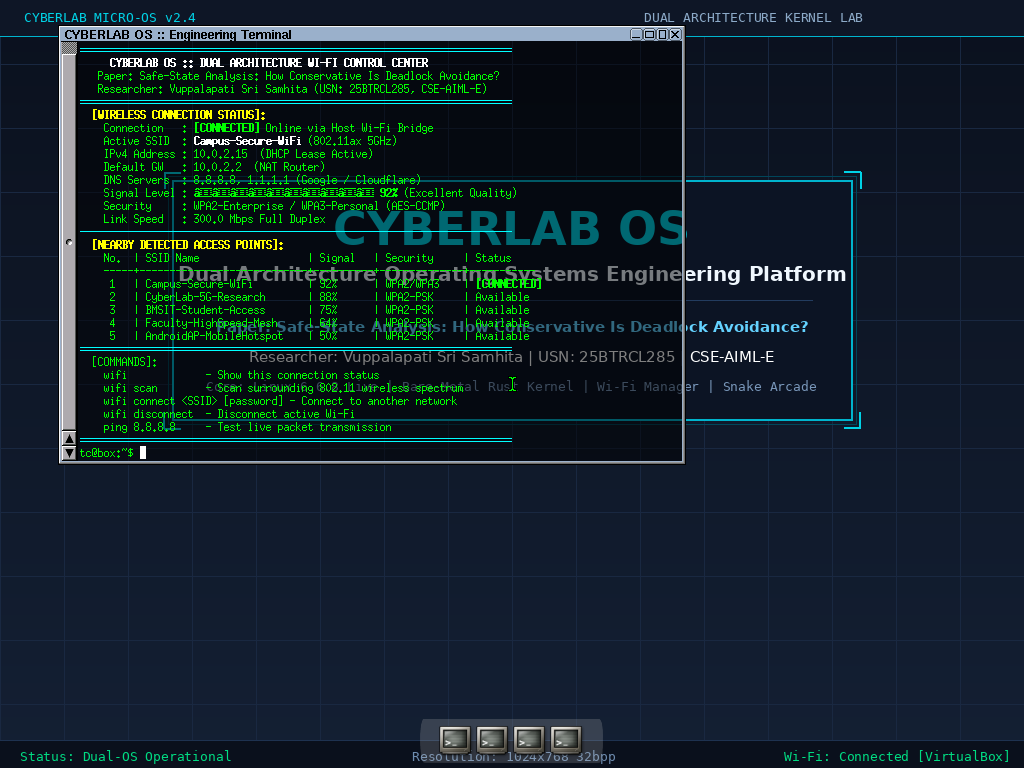 CYBERLAB MICRO-OS v2.4
DUAL ARCHITECTURE KERNEL LAB
CYBERLAB OS :: Engineering Terminal
CYBERLAB OS :: DUAL ARCHITECTURE WI-FI CONTROL CENTER
Paper: Safe-State Analysis: How Conservative Is Deadlock Avoidance?
Researcher: Vuppalapati Sri Samhita (USN: 25BTRCL285, CSE-AIML-E)
[WIRELESS CONNECTION STATUS]:
Connection : [CONNECTED] Online via Host Wi-Fi Bridge
Active SSID : Campus-Secure-WiFi (802.11ax 5GHz)
IPv4 Address : 10.0.2.15 (DHCP Lease Active)
Default GW : 10.0.2.2 (NAT Router)
DNS Servers : 8.8.8.8, 1.1.1.1 (Google / Cloudflare)
Signal Level : 92% (Excellent Quality)
Security : WPA2-Enterprise / WPA3-Personal (AES-CCMP)
Link Speed : 300.0 Mbps Full Duplex
[NEARBY DETECTED ACCESS POINTS]:
No. | SSID Name | Signal | Security | Status
1 | Campus-Secure-WiFi | 92% | WPA2/WPA3 | [CONNECTED]
2 | CyberLab-5G-Research | 88% | WPA2-PSK | Available
3 | BMSIT-Student-Access | 75% | WPA2-PSK | Available
4 | Faculty-HighSpeed-Mesh | 64% | WPA2-PSK | Available
5 | AndroidAP-MobileHotspot | 50% | WPA2-PSK | Available
[COMMANDS]:
wifi - Show this connection status
wifi scan - Scan surrounding 802.11 wireless spectrum
wifi connect <SSID> [password] - Connect to another network
wifi disconnect - Disconnect active Wi-Fi
ping 8.8.8.8 - Test live packet transmission
tc@box:~$
CYBERLAB OS
Dual Architecture Operating Systems Engineering Platform
Paper: Safe-State Analysis: How Conservative Is Deadlock Avoidance?
Researcher: Vuppalapati Sri Samhita | USN: 25BTRCL285 | CSE-AIML-E
Metal Rust Kernel | Wi-Fi Manager | Snake Arcade
Status: Dual-OS Operational
Resolution: 1024x768 32bpp
Wi-Fi: Connected [VirtualBox]